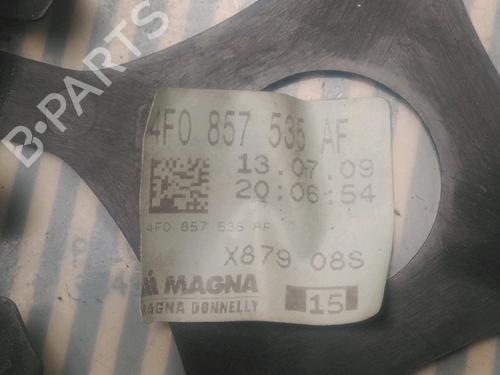 B-PARTS
4F0 857 535 AF
13.07.09
20:06:54
4F0 857 535 AF
X879 08S
MAGNA
MAGNA DONNELLY
15